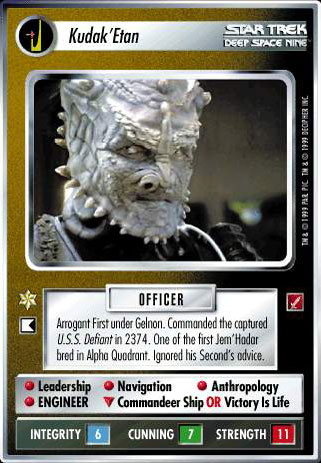 Kudak'Etan
STAR TREK
DEEP SPACE NINE
TM & © 1999 PAR. PIC. TM & © 1999 DECIPHER INC.
OFFICER
Arrogant First under Gelnon. Commanded the captured
U.S.S. Defiant in 2374. One of the first Jem'Hadar
bred in Alpha Quadrant. Ignored his Second's advice.
Leadership Navigation Anthropology
ENGINEER Commandeer Ship OR Victory Is Life
INTEGRITY 6 CUNNING 7 STRENGTH 11